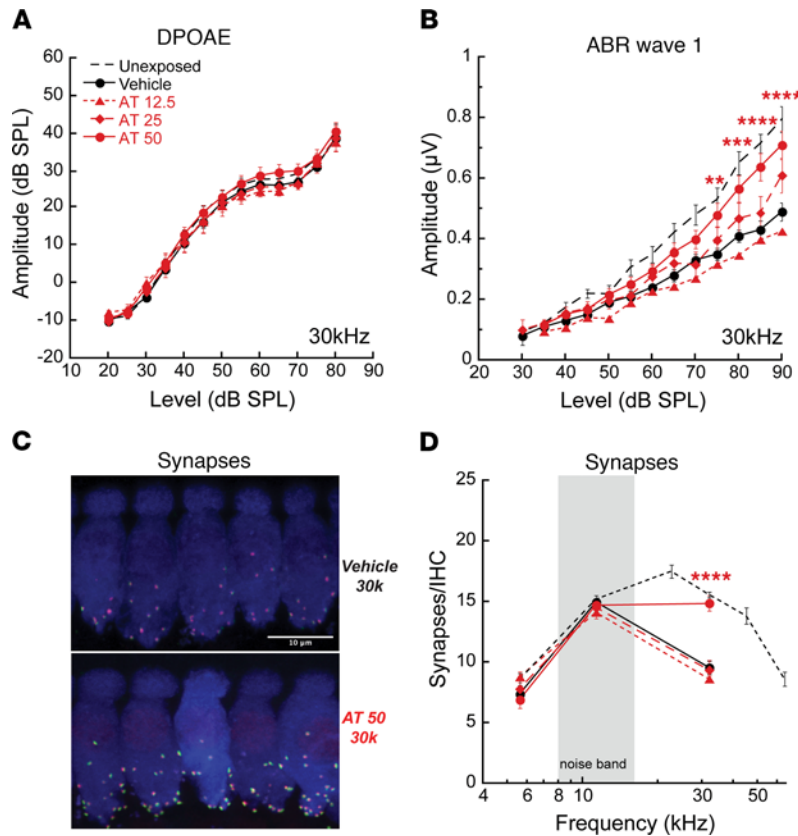 A
DPOAE
Amplitude (dB SPL)
60
50
40
30
20
10
0
-10
-20
Unexposed
Vehicle
AT 12.5
AT 25
AT 50
30kHz
10 20 30 40 50 60 70 80 90
Level (dB SPL)
B
ABR wave 1
Amplitude (µV)
1
0.8
0.6
0.4
0.2
0
**
***
****
****
30kHz
20 30 40 50 60 70 80 90
Level (dB SPL)
C
Synapses
Vehicle
30k
10 µm
AT 50
30k
D
Synapses
Synapses/IHC
25
20
15
10
5
0
****
noise band
4 6 8 10 30 50
Frequency (kHz)